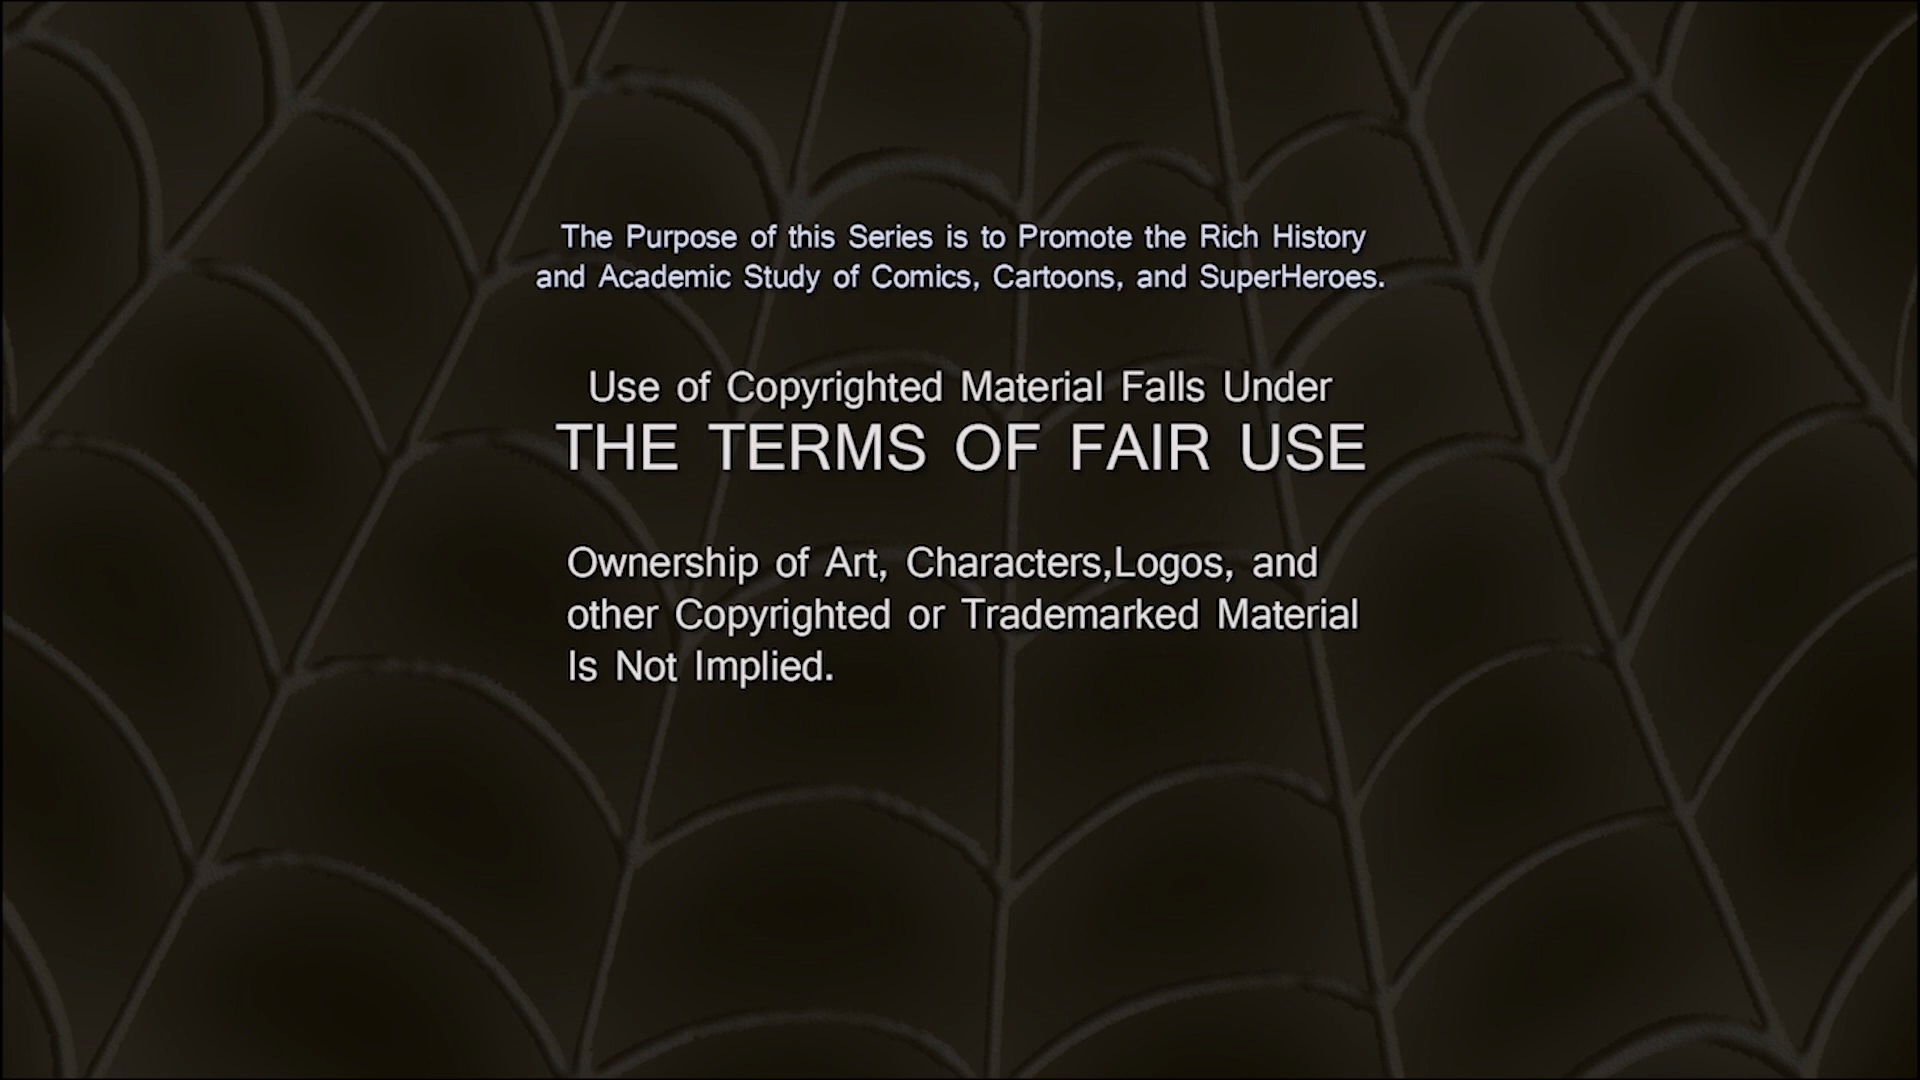 The Purpose of this Series is to Promote the Rich History
and Academic Study of Comics, Cartoons, and SuperHeroes.
Use of Copyrighted Material Falls Under
THE TERMS OF FAIR USE
Ownership of Art, Characters,Logos, and
other Copyrighted or Trademarked Material
Is Not Implied.